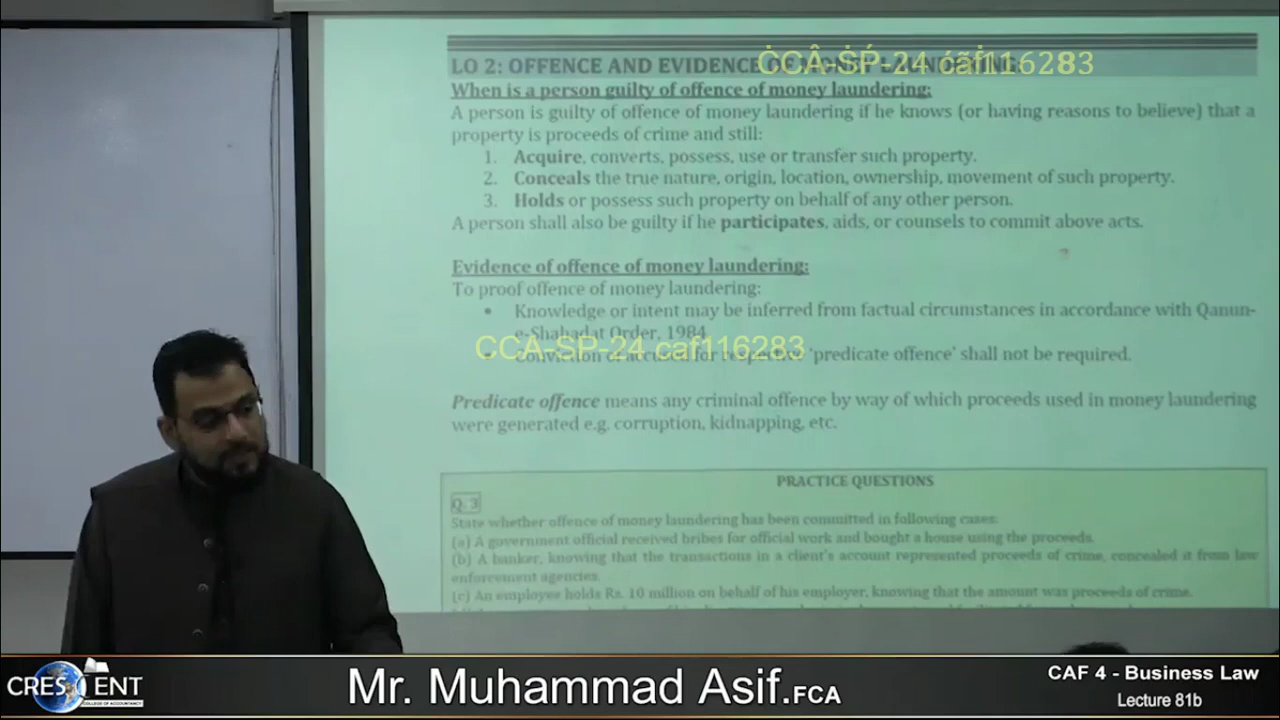 LO 2: OFFENCE AND EVIDENCE
ĊCÂ-ṠṔ-24 óãḟ116283
When is a person guilty of offence of money laundering:
A person is guilty of offence of money laundering if he knows (or having reasons to believe) that a
property is proceeds of crime and still:
1. Acquire, converts, possess, use or transfer such property.
2. Conceals the true nature, origin, location, ownership, movement of such property.
3. Holds or possess such property on behalf of any other person.
A person shall also be guilty if he participates, aids, or counsels to commit above acts.
Evidence of offence of money laundering:
To proof offence of money laundering:
• Knowledge or intent may be inferred from factual circumstances in accordance with Qanun-
e-Shahadat Order, 1984
CCA-SP-24 caf116283
• Conviction of accused for respective 'predicate offence' shall not be required.
Predicate offence means any criminal offence by way of which proceeds used in money laundering
were generated e.g. corruption, kidnapping, etc.
PRACTICE QUESTIONS
Q. 3
State whether offence of money laundering has been committed in following cases:
(a) A government official received bribes for official work and bought a house using the proceeds.
(b) A banker, knowing that the transactions in a client's account represented proceeds of crime, concealed it from law
enforcement agencies.
(c) An employee holds Rs. 10 million on behalf of his employer, knowing that the amount was proceeds of crime.
CRESCENT
COLLEGE OF ACCOUNTANCY
Mr. Muhammad Asif.FCA
CAF 4 - Business Law
Lecture 81b